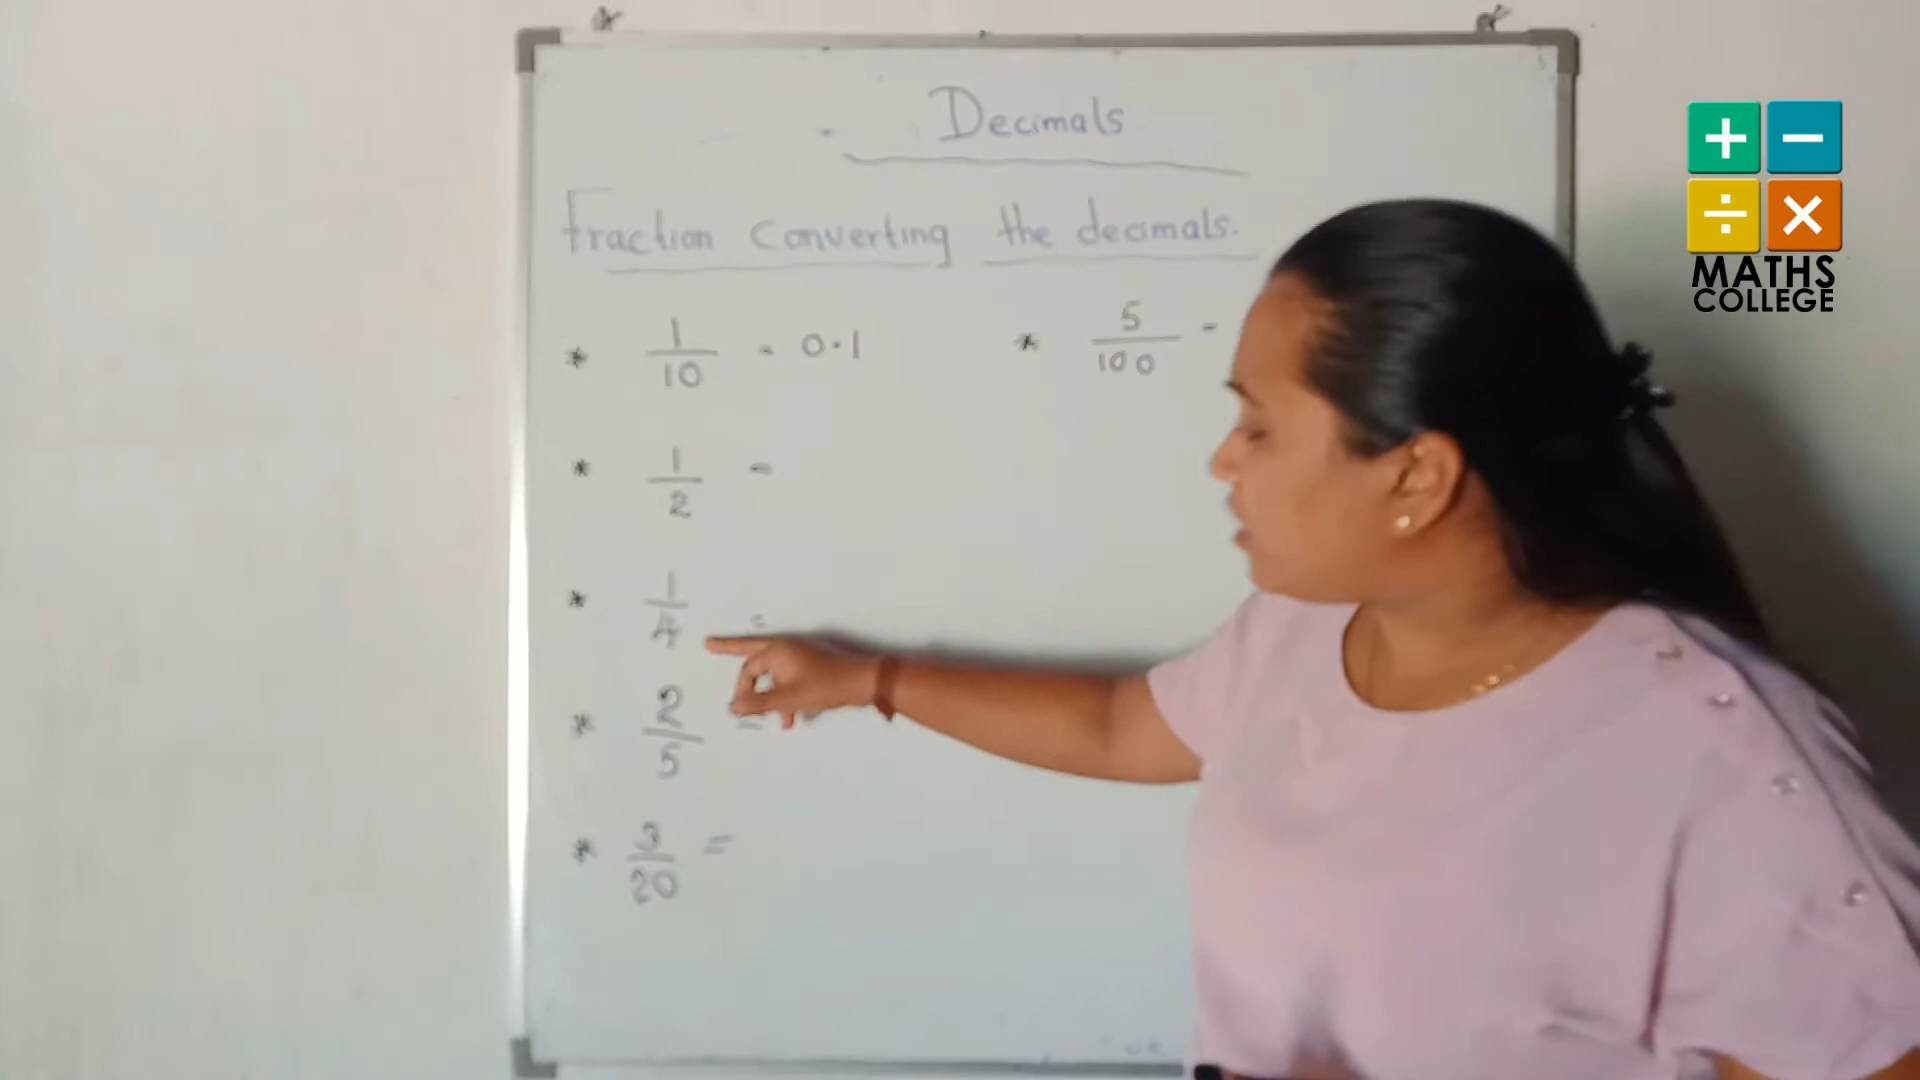 Decimals
Fraction converting the decimals.
* 1/10 = 0.1
* 5/100 =
* 1/2 =
* 1/4 =
* 2/5 =
* 3/20 =
+ −
÷ ×
MATHS
COLLEGE